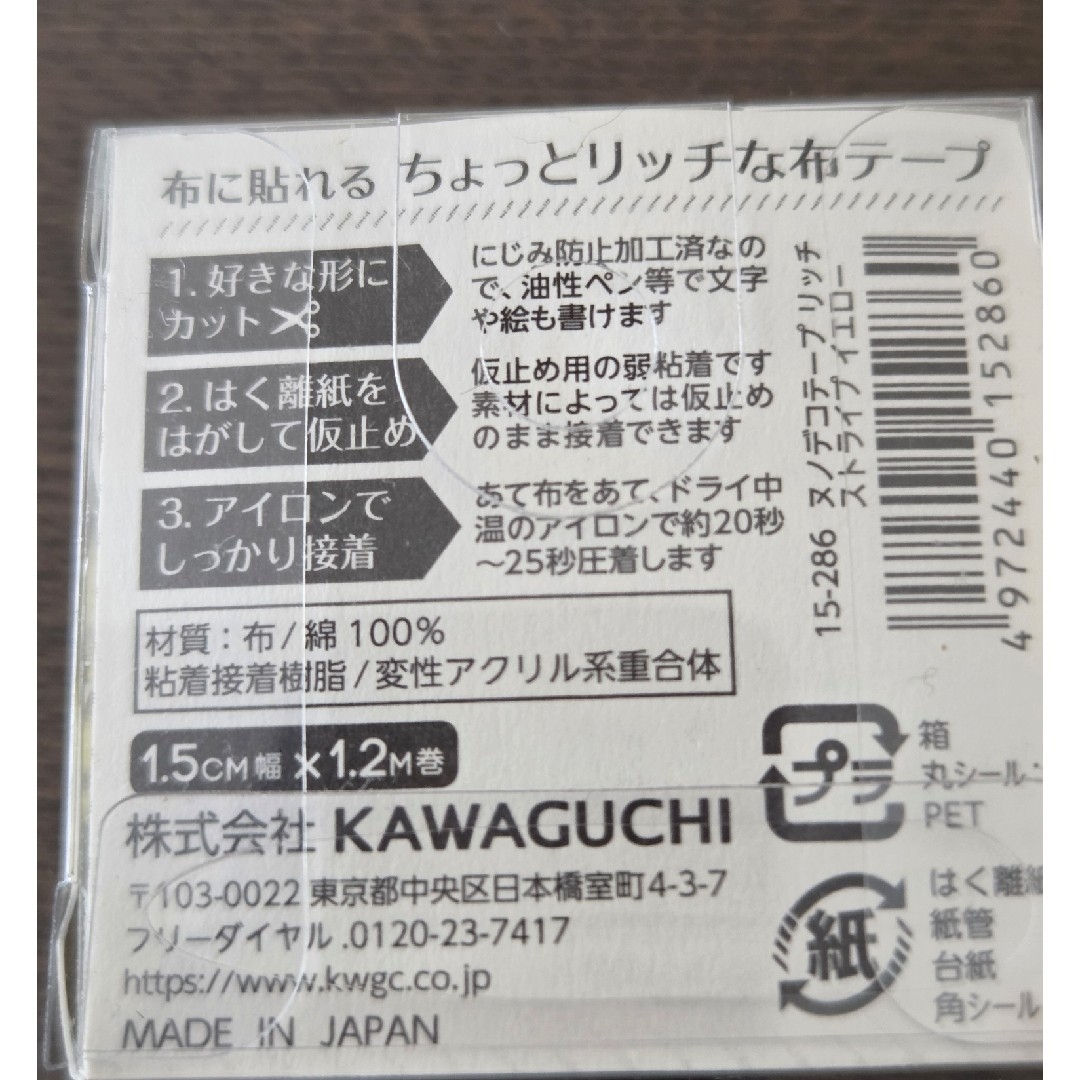 布に貼れる ちょっとリッチな布テープ
1. 好きな形に
カット
にじみ防止加工済なの
で、油性ペン等で文字
や絵も書けます
2. はく離紙を
はがして仮止め
仮止め用の弱粘着です
素材によっては仮止め
のまま接着できます
3. アイロンで
しっかり接着
あて布をあて、ドライ中
温のアイロンで約20秒
～25秒圧着します
材質：布/綿100%
粘着接着樹脂/変性アクリル系重合体
1.5CM幅×1.2M巻
株式会社 KAWAGUCHI
〒103-0022 東京都中央区日本橋室町4-3-7
フリーダイヤル.0120-23-7417
https://www.kwgc.co.jp
MADE IN JAPAN
15-286 ヌノデコテープリッチ
ストライプ イエロー
4972440152860
プラ
箱
丸シール・
PET
紙
はく離紙
紙管
台紙
角シール